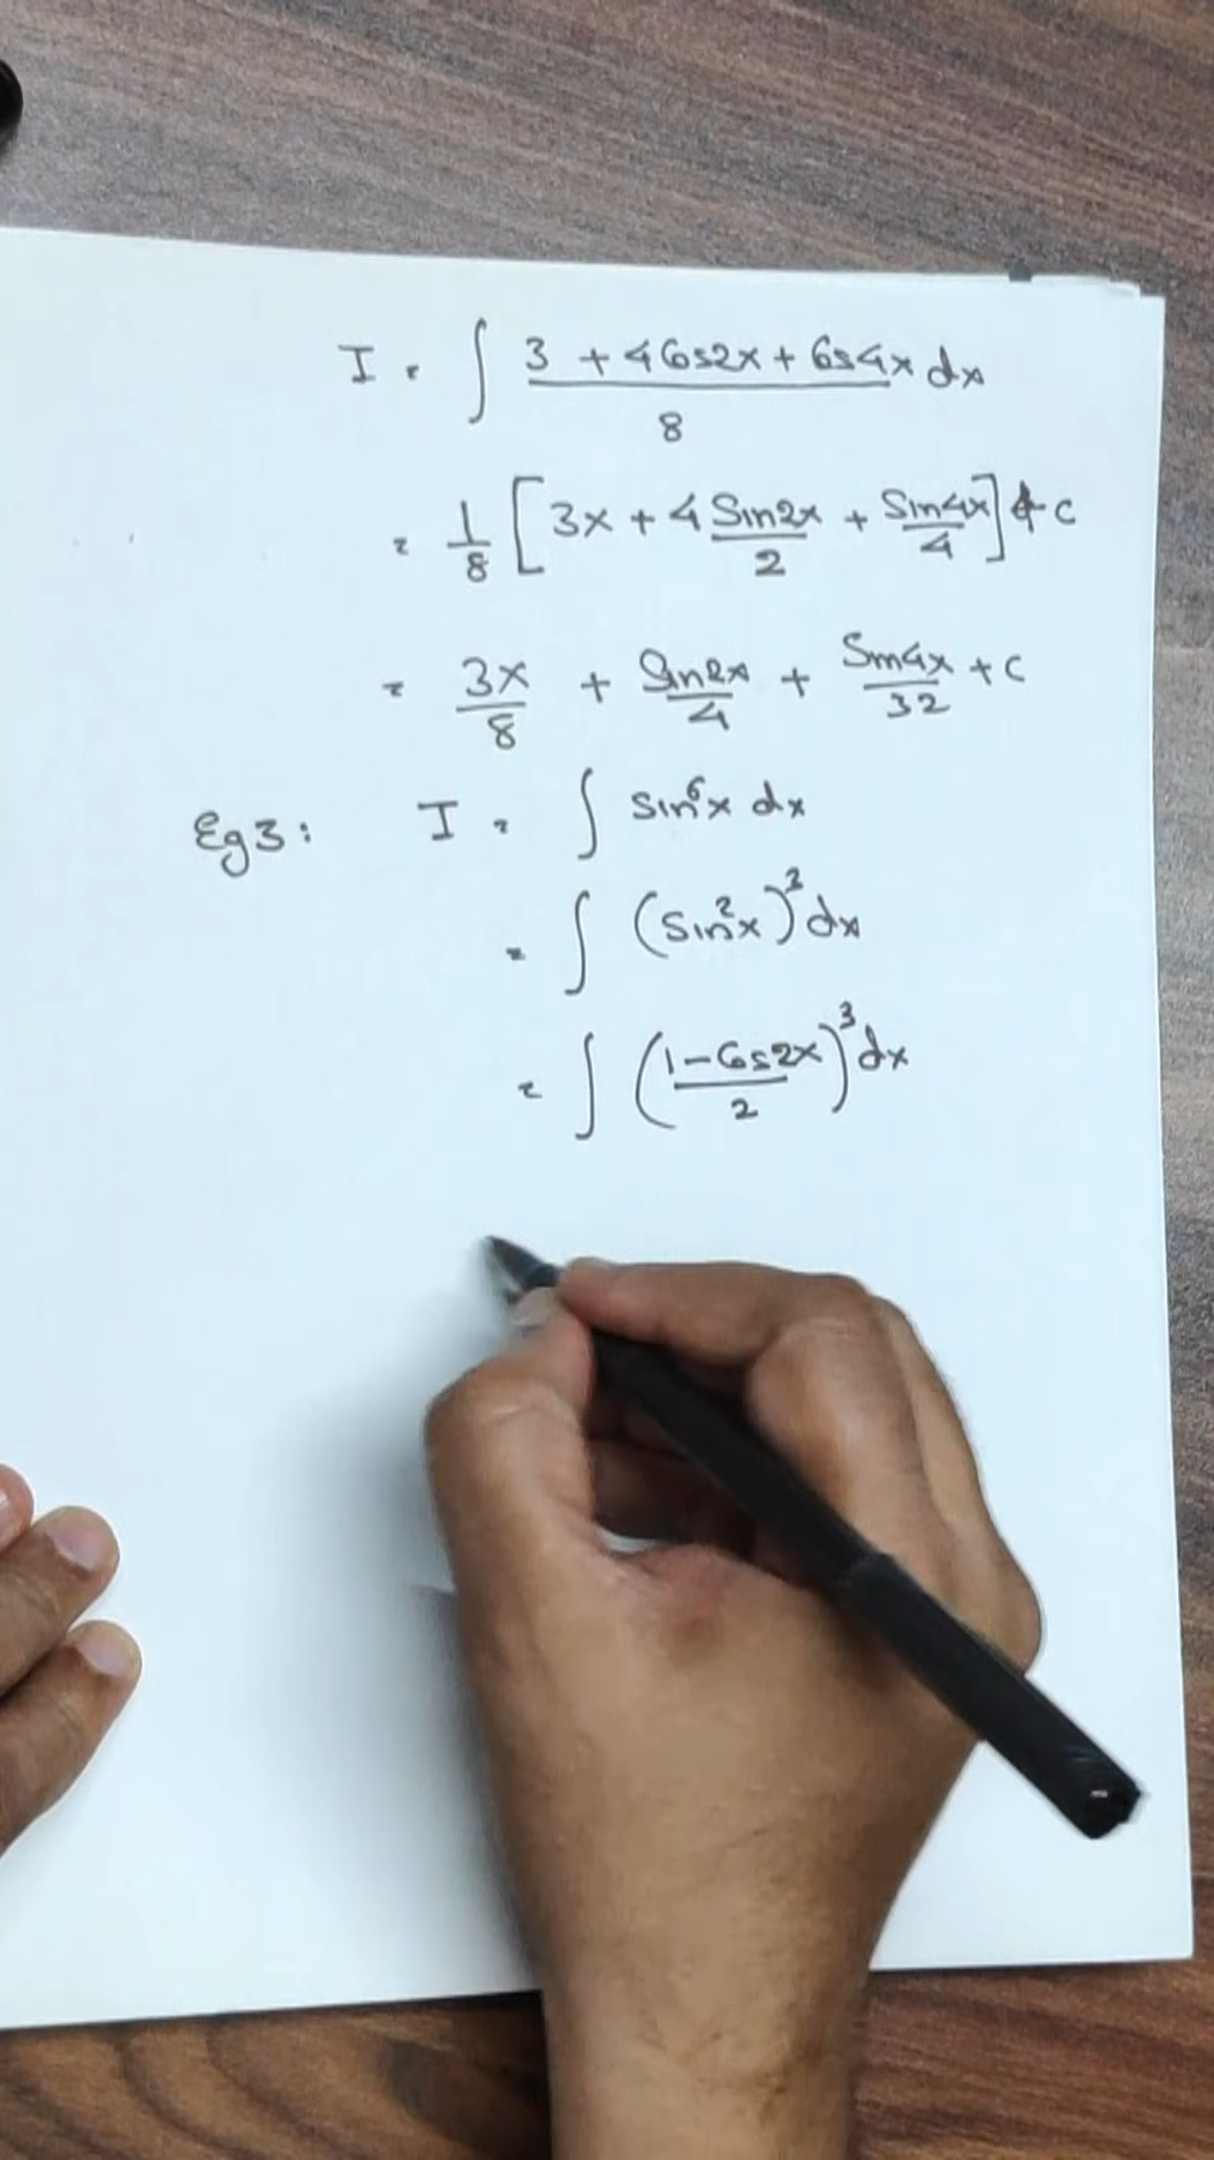 I = ∫ (3 + 4Cos2x + Cos4x)/8 dx
= 1/8 [3x + 4 Sin2x/2 + Sin4x/4] + c
= 3x/8 + Sin2x/4 + Sin4x/32 + c
Eg3: I = ∫ sin⁶x dx
= ∫ (sin²x)³ dx
= ∫ ((1-Cos2x)/2)³ dx